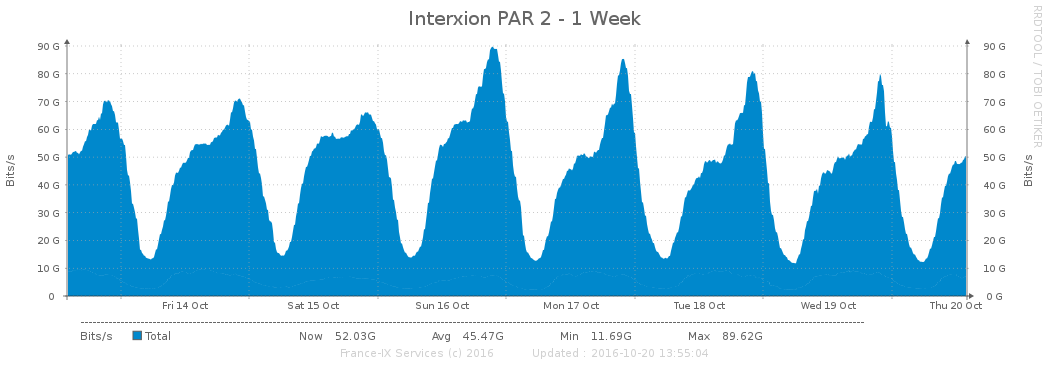 Interxion PAR 2 - 1 Week
RRDTOOL / TOBI OETIKER
Bits/s
90 G
80 G
70 G
60 G
50 G
40 G
30 G
20 G
10 G
0
90 G
80 G
70 G
60 G
50 G
40 G
30 G
20 G
10 G
0 G
Bits/s
Fri 14 Oct Sat 15 Oct Sun 16 Oct Mon 17 Oct Tue 18 Oct Wed 19 Oct Thu 20 Oct
Bits/s Total Now 52.03G Avg 45.47G Min 11.69G Max 89.62G
France-IX Services (c) 2016 Updated : 2016-10-20 13:55:04